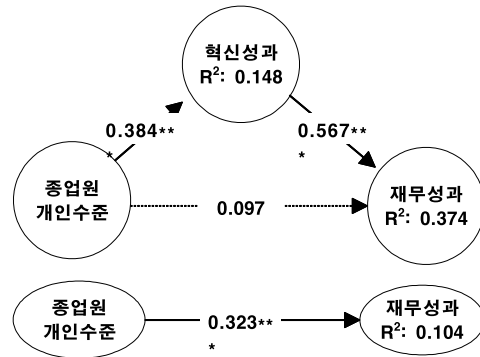 혁신성과
R²: 0.148
0.384**
*
0.567**
*
종업원
개인수준
0.097
재무성과
R²: 0.374
종업원
개인수준
0.323**
*
재무성과
R²: 0.104